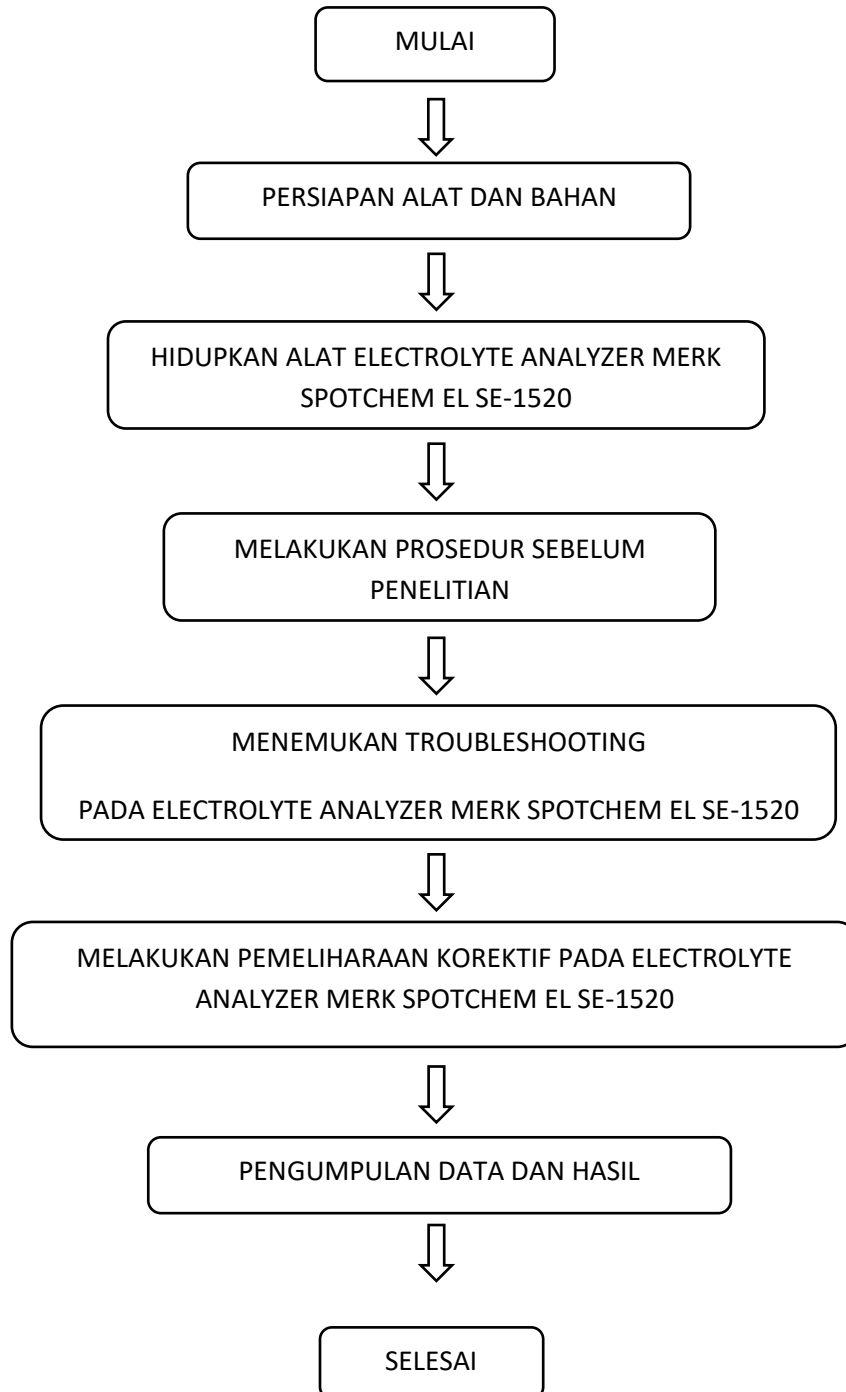 MULAI
PERSIAPAN ALAT DAN BAHAN
HIDUPKAN ALAT ELECTROLYTE ANALYZER MERK
SPOTCHEM EL SE-1520
MELAKUKAN PROSEDUR SEBELUM
PENELITIAN
MENEMUKAN TROUBLESHOOTING
PADA ELECTROLYTE ANALYZER MERK SPOTCHEM EL SE-1520
MELAKUKAN PEMELIHARAAN KOREKTIF PADA ELECTROLYTE
ANALYZER MERK SPOTCHEM EL SE-1520
PENGUMPULAN DATA DAN HASIL
SELESAI